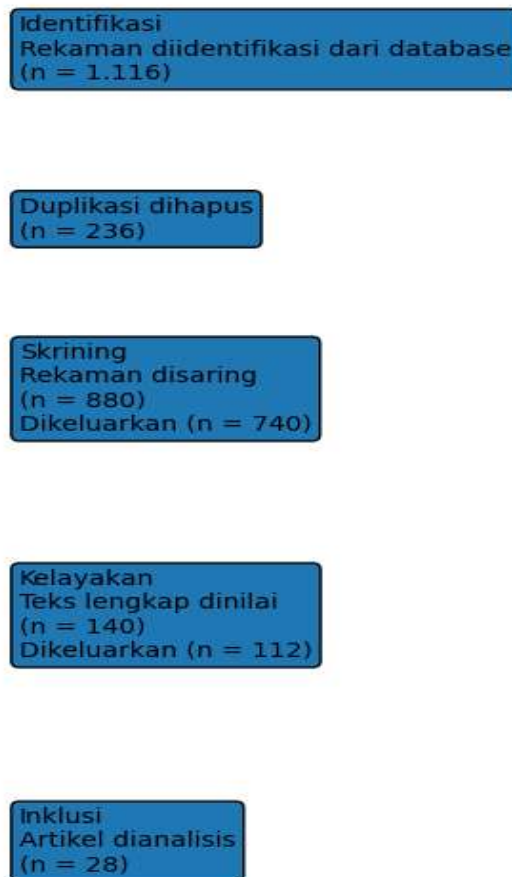 Identifikasi
Rekaman diidentifikasi dari database
(n = 1.116)
Duplikasi dihapus
(n = 236)
Skrining
Rekaman disaring
(n = 880)
Dikeluarkan (n = 740)
Kelayakan
Teks lengkap dinilai
(n = 140)
Dikeluarkan (n = 112)
Inklusi
Artikel dianalisis
(n = 28)